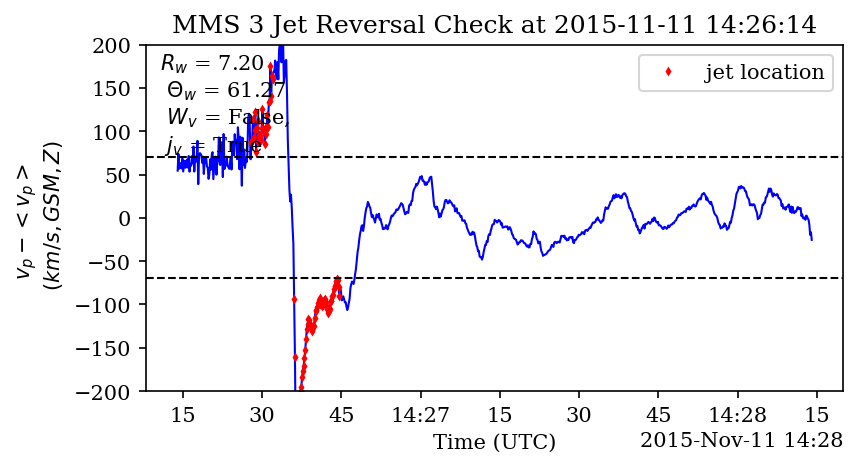 MMS 3 Jet Reversal Check at 2015-11-11 14:26:14
200
150
100
50
0
−50
−100
−150
−200
v_p − < v_p >
(km/s, GSM, Z)
R_w = 7.20
Θ_w = 61.27
W_v = False,
j_v = True
jet location
15 30 45 14:27 15 30 45 14:28 15
Time (UTC)
2015-Nov-11 14:28